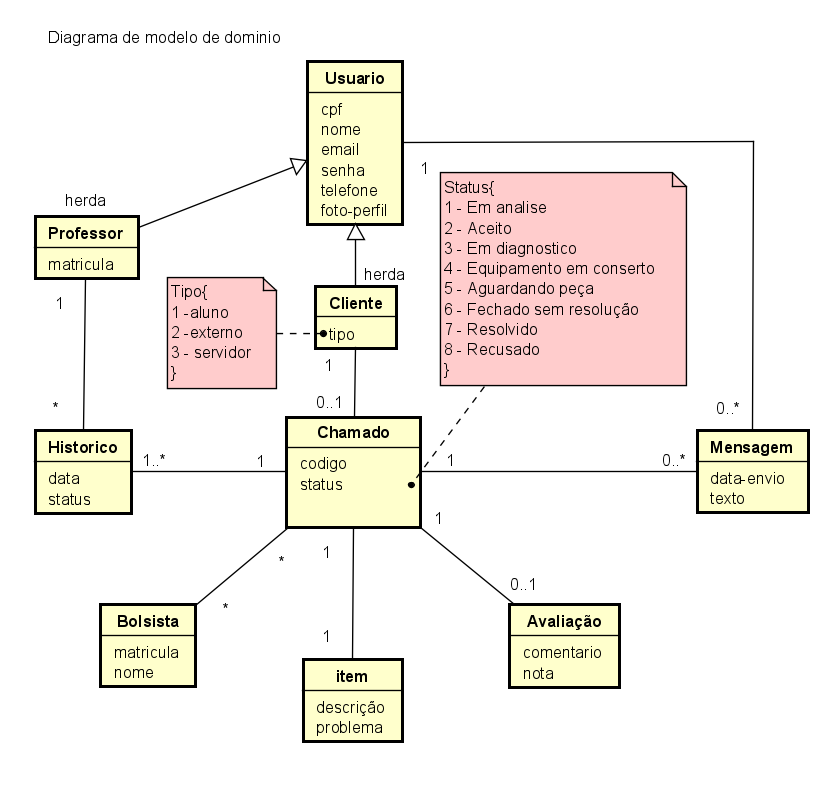 Diagrama de modelo de dominio
Usuario
cpf
nome
email
senha
telefone
foto-perfil
1
Status{
1 - Em analise
2 - Aceito
3 - Em diagnostico
4 - Equipamento em conserto
5 - Aguardando peça
6 - Fechado sem resolução
7 - Resolvido
8 - Recusado
}
herda
Professor
matricula
1
*
Tipo{
1 -aluno
2 -externo
3 - servidor
}
herda
Cliente
tipo
1
0..1
0..*
Historico
data
status
1..*
1
Chamado
codigo
status
1
0..*
Mensagem
data-envio
texto
*
*
1
1
1
0..1
Bolsista
matricula
nome
item
descrição
problema
Avaliação
comentario
nota